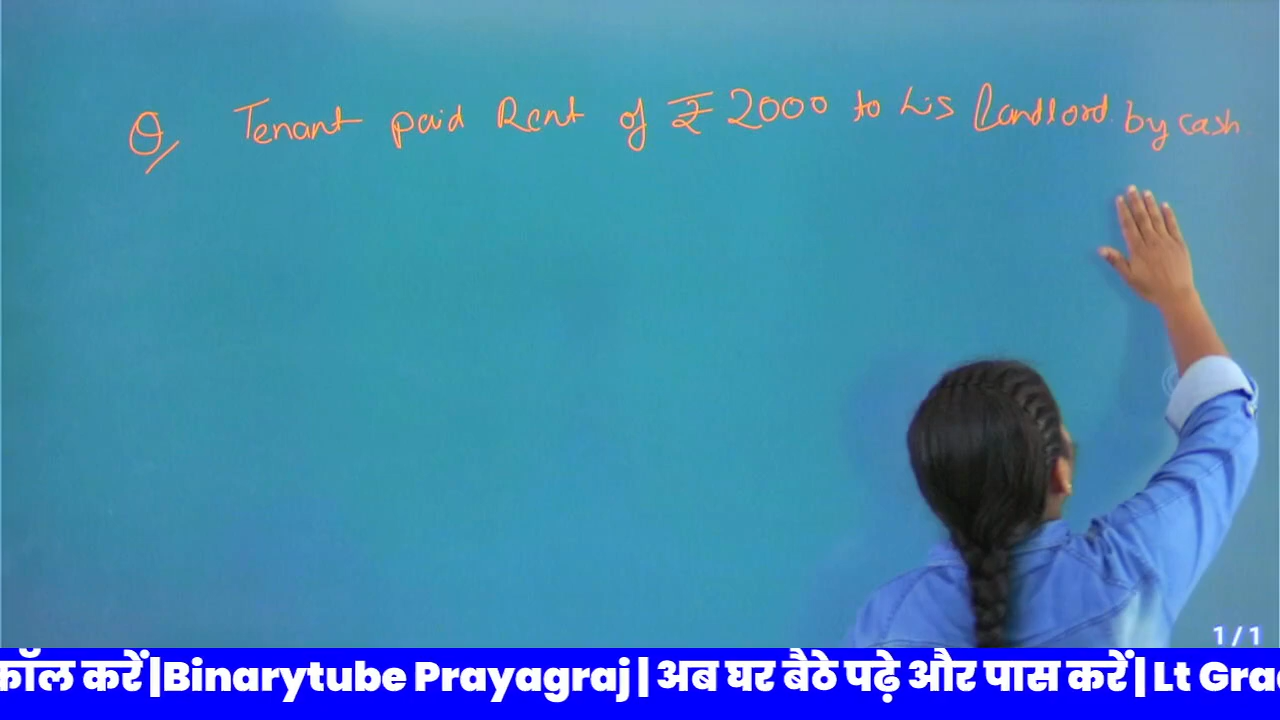 Q Tenant paid Rent of ₹ 2000 to his landlord by cash
1 / 1
कॉल करें |Binarytube Prayagraj | अब घर बैठे पढ़े और पास करें | Lt Grad